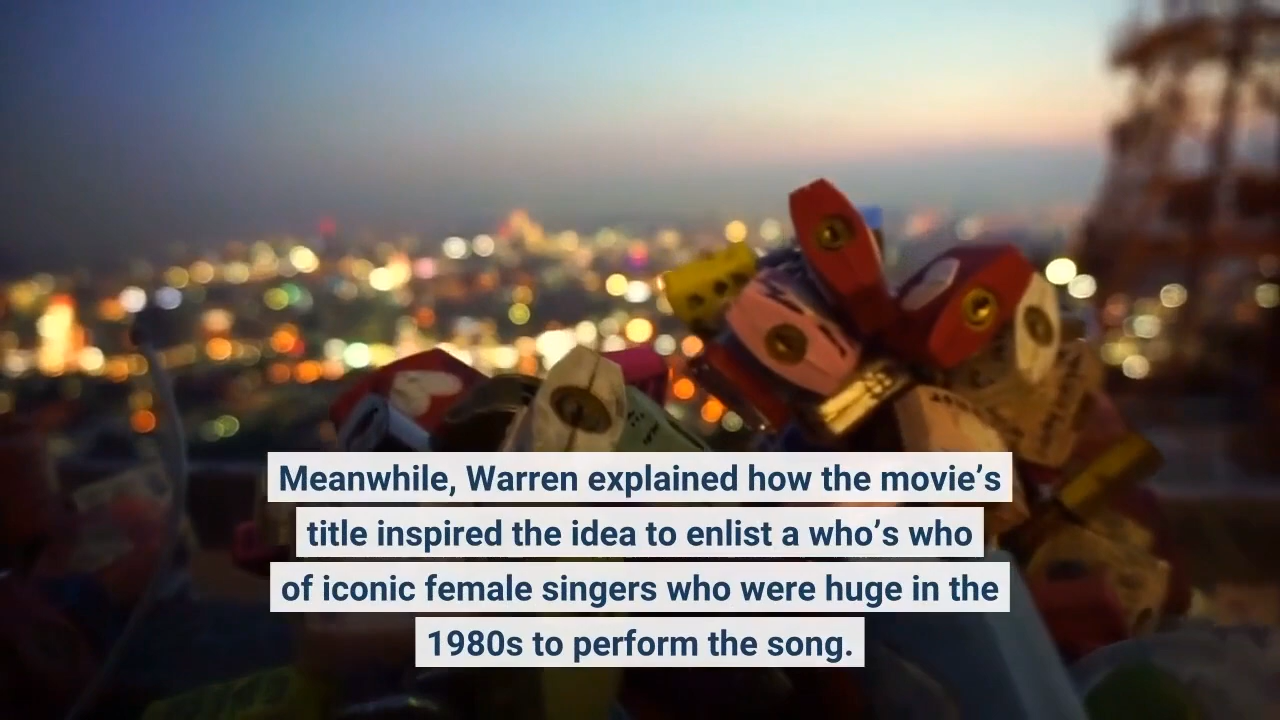 Meanwhile, Warren explained how the movie’s
title inspired the idea to enlist a who’s who
of iconic female singers who were huge in the
1980s to perform the song.